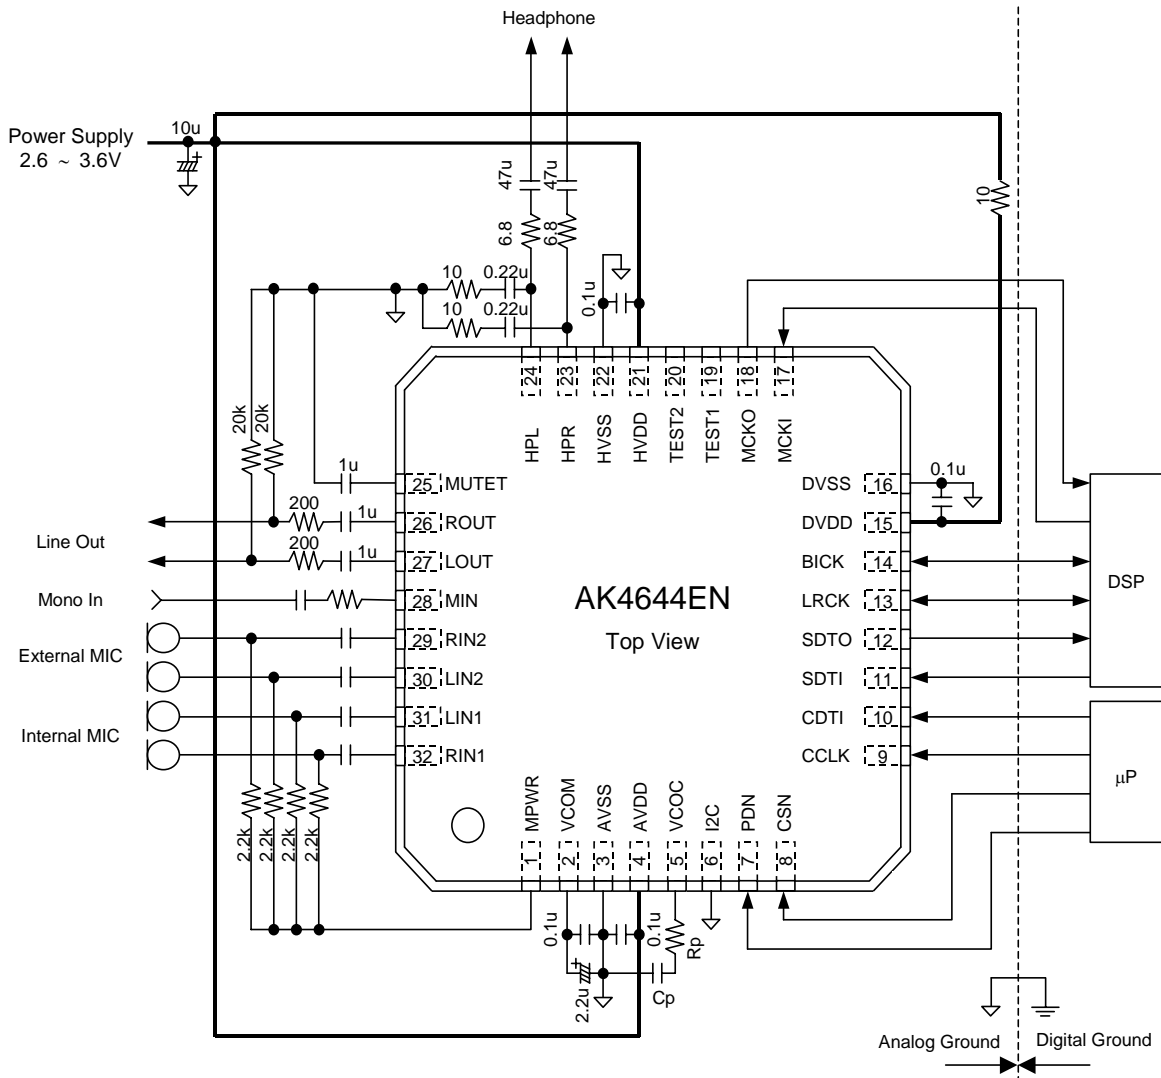 Headphone
Power Supply
2.6 ~ 3.6V
10u
+
47u
47u
6.8
6.8
10
10
0.22u
10
0.22u
0.1u
20k
20k
24
23
22
21
20
19
18
17
HPL
HPR
HVSS
HVDD
TEST2
TEST1
MCKO
MCKI
1u
25 MUTET
200
1u
26 ROUT
200
1u
27 LOUT
28 MIN
29 RIN2
30 LIN2
31 LIN1
32 RIN1
Line Out
Mono In
External MIC
Internal MIC
AK4644EN
Top View
0.1u
DVSS 16
DVDD 15
BICK 14
LRCK 13
SDTO 12
SDTI 11
CDTI 10
CCLK 9
DSP
μP
MPWR
VCOM
AVSS
AVDD
VCOC
I2C
PDN
CSN
1
2
3
4
5
6
7
8
2.2k
2.2k
2.2k
2.2k
0.1u
0.1u
Rp
+
2.2u
Cp
Analog Ground
Digital Ground